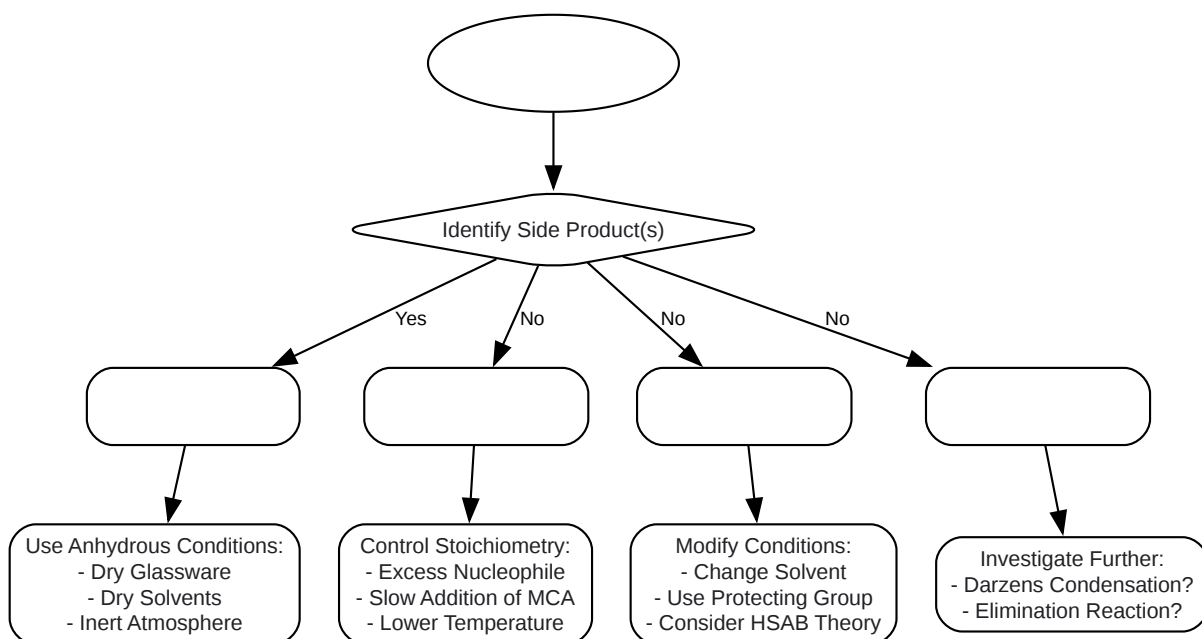 Identify Side Product(s)
Yes
No
No
No
Use Anhydrous Conditions:
- Dry Glassware
- Dry Solvents
- Inert Atmosphere
Control Stoichiometry:
- Excess Nucleophile
- Slow Addition of MCA
- Lower Temperature
Modify Conditions:
- Change Solvent
- Use Protecting Group
- Consider HSAB Theory
Investigate Further:
- Darzens Condensation?
- Elimination Reaction?